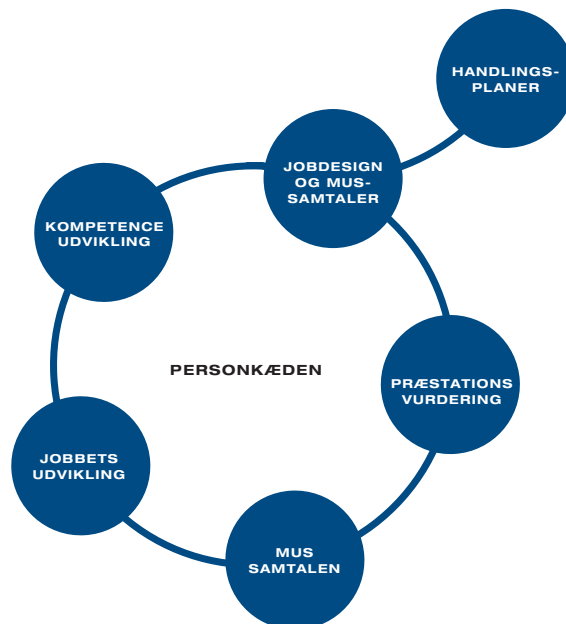 HANDLINGS-
PLANER
JOBDESIGN
OG MUS-
SAMTALER
KOMPETENCE
UDVIKLING
PERSONKÆDEN
PRÆSTATIONS
VURDERING
JOBBETS
UDVIKLING
MUS
SAMTALEN